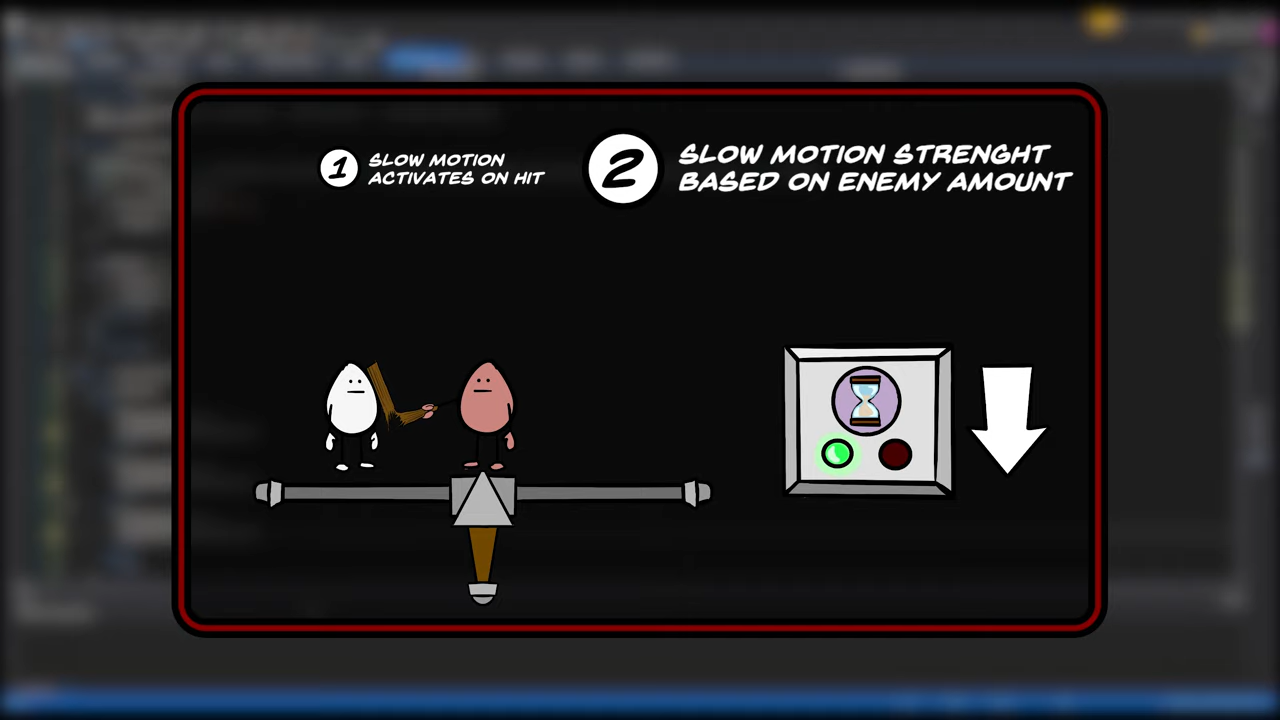 1
SLOW MOTION
ACTIVATES ON HIT
2
SLOW MOTION STRENGHT
BASED ON ENEMY AMOUNT